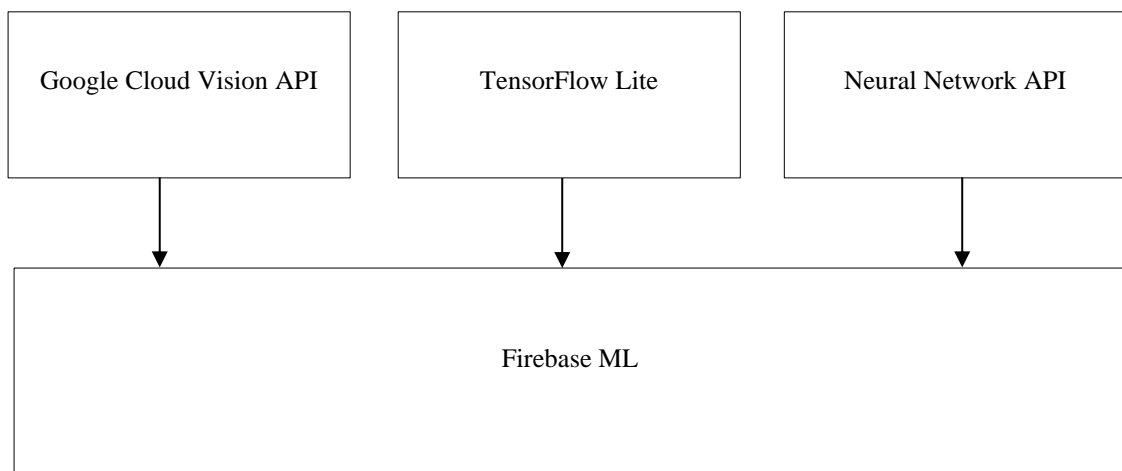 Google Cloud Vision API
TensorFlow Lite
Neural Network API
Firebase ML